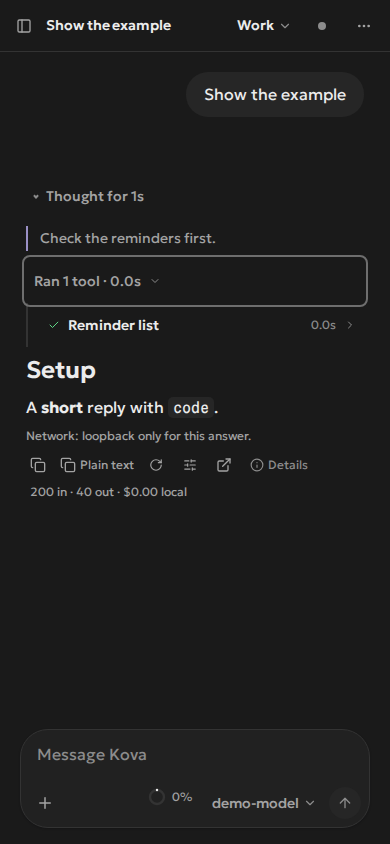 Show the example
Work
Show the example
Thought for 1s
Check the reminders first.
Ran 1 tool · 0.0s
Reminder list
0.0s
Setup
A short reply with code.
Network: loopback only for this answer.
Plain text
Details
200 in · 40 out · $0.00 local
Message Kova
0%
demo-model